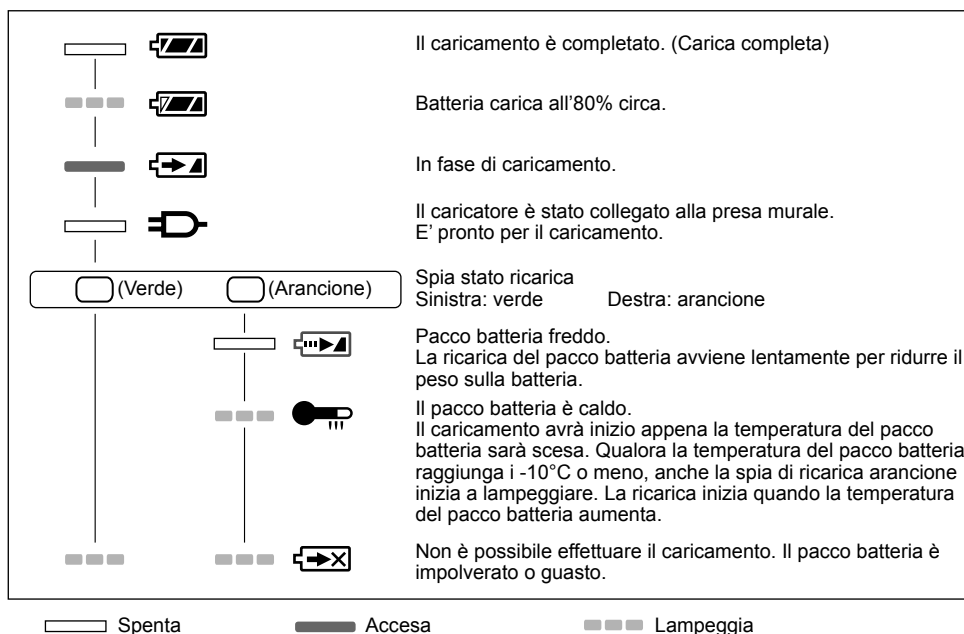 Il caricamento è completato. (Carica completa)
Batteria carica all'80% circa.
In fase di caricamento.
Il caricatore è stato collegato alla presa murale.
E' pronto per il caricamento.
(Verde) (Arancione)
Spia stato ricarica
Sinistra: verde Destra: arancione
Pacco batteria freddo.
La ricarica del pacco batteria avviene lentamente per ridurre il
peso sulla batteria.
Il pacco batteria è caldo.
Il caricamento avrà inizio appena la temperatura del pacco
batteria sarà scesa. Qualora la temperatura del pacco batteria
raggiunga i -10°C o meno, anche la spia di ricarica arancione
inizia a lampeggiare. La ricarica inizia quando la temperatura
del pacco batteria aumenta.
Non è possibile effettuare il caricamento. Il pacco batteria è
impolverato o guasto.
Spenta Accesa Lampeggia